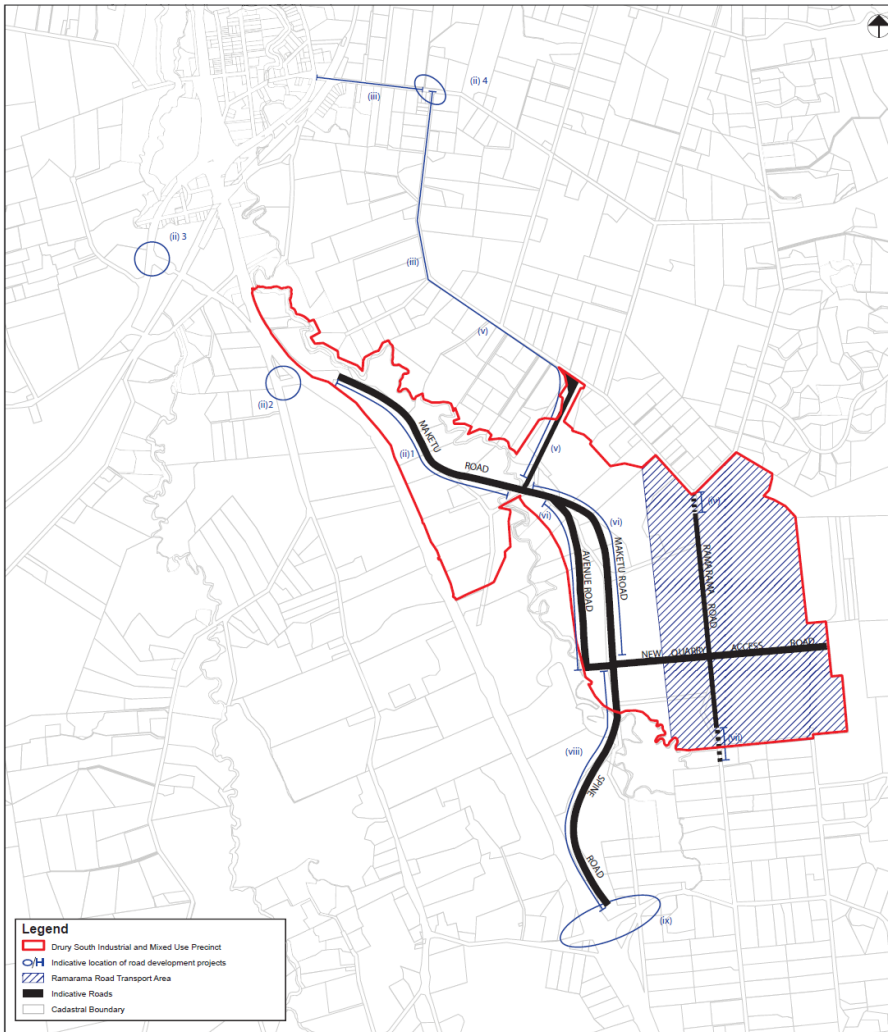 (iii)
(ii) 4
(ii) 3
(iii)
(v)
(ii)2
MAKETU
ROAD
(ii)1
(v)
(vi)
(vi)
AVENUE ROAD
MAKETU ROAD
(iv)
RAMARAMA ROAD
NEW QUARRY ACCESS ROAD
(vii)
(viii)
SPINE
ROAD
(ix)
Legend
Drury South Industrial and Mixed Use Precinct
Indicative location of road development projects
Ramarama Road Transport Area
Indicative Roads
Cadastral Boundary